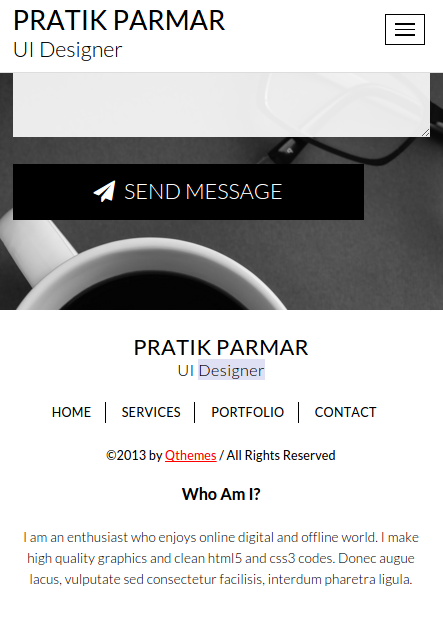 PRATIK PARMAR
UI Designer
SEND MESSAGE
PRATIK PARMAR
UI Designer
HOME SERVICES PORTFOLIO CONTACT
©2013 by Qthemes / All Rights Reserved
Who Am I?
I am an enthusiast who enjoys online digital and offline world. I make
high quality graphics and clean html5 and css3 codes. Donec augue
lacus, vulputate sed consectetur facilisis, interdum pharetra ligula.